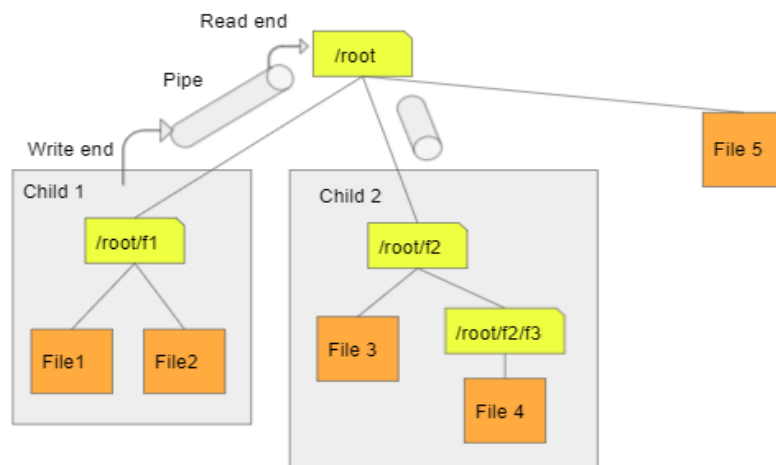 Read end
/root
Pipe
Write end
File 5
Child 1
Child 2
/root/f1
/root/f2
File1
File2
File 3
/root/f2/f3
File 4